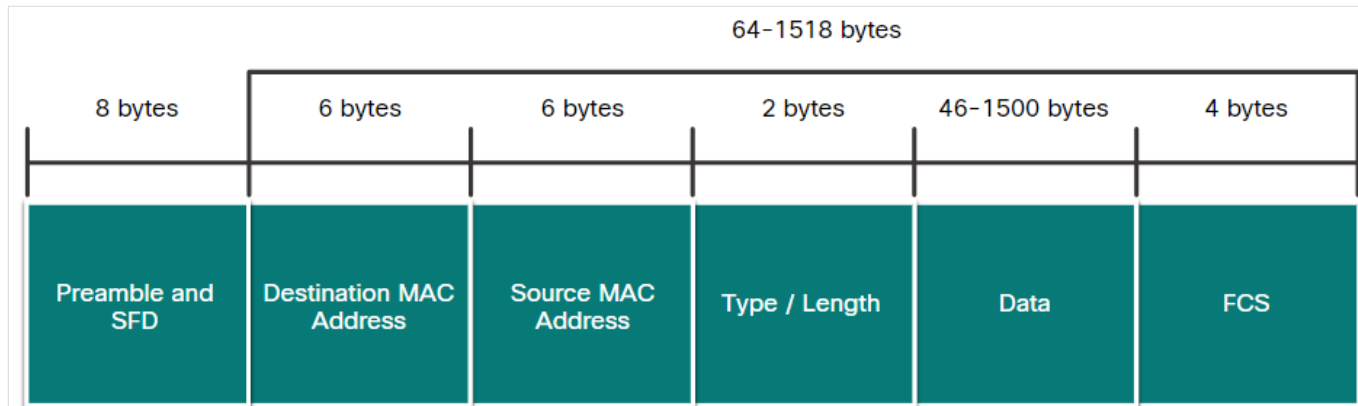 64-1518 bytes
8 bytes
6 bytes
6 bytes
2 bytes
46-1500 bytes
4 bytes
Preamble and
SFD
Destination MAC
Address
Source MAC
Address
Type / Length
Data
FCS